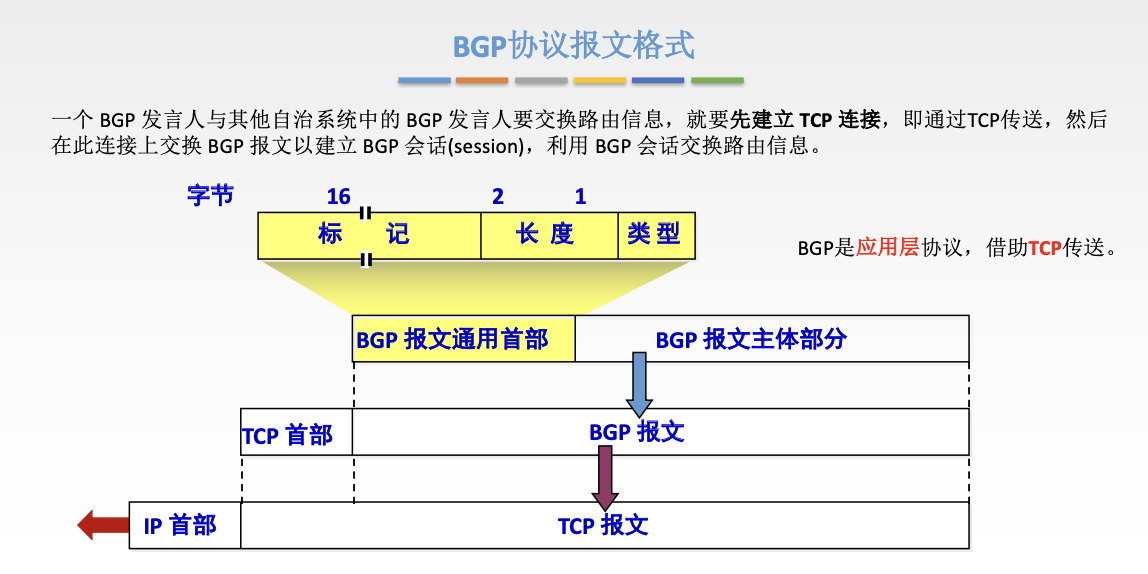 BGP协议报文格式
一个 BGP 发言人与其他自治系统中的 BGP 发言人要交换路由信息，就要先建立 TCP 连接，即通过TCP传送，然后
在此连接上交换 BGP 报文以建立 BGP 会话(session)，利用 BGP 会话交换路由信息。
字节 16 2 1
标 记 长 度 类 型
BGP是应用层协议，借助TCP传送。
BGP 报文通用首部 BGP 报文主体部分
TCP 首部 BGP 报文
IP 首部 TCP 报文